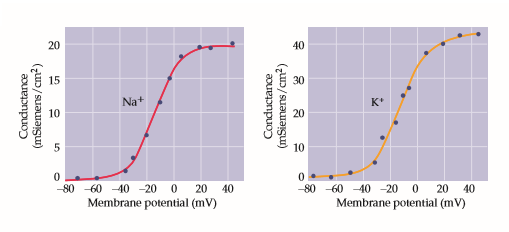 Conductance
(mSiemens/cm²)
20
15
10
5
0
Na⁺
–80 –60 –40 –20 0 20 40
Membrane potential (mV)
Conductance
(mSiemens/cm²)
40
30
20
10
0
K⁺
–80 –60 –40 –20 0 20 40
Membrane potential (mV)